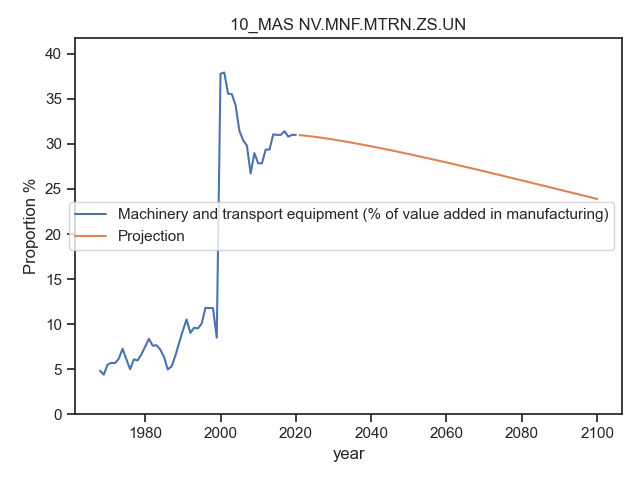 10_MAS NV.MNF.MTRN.ZS.UN
40
35
30
25
20
15
10
5
0
Proportion %
Machinery and transport equipment (% of value added in manufacturing)
Projection
1980 2000 2020 2040 2060 2080 2100
year